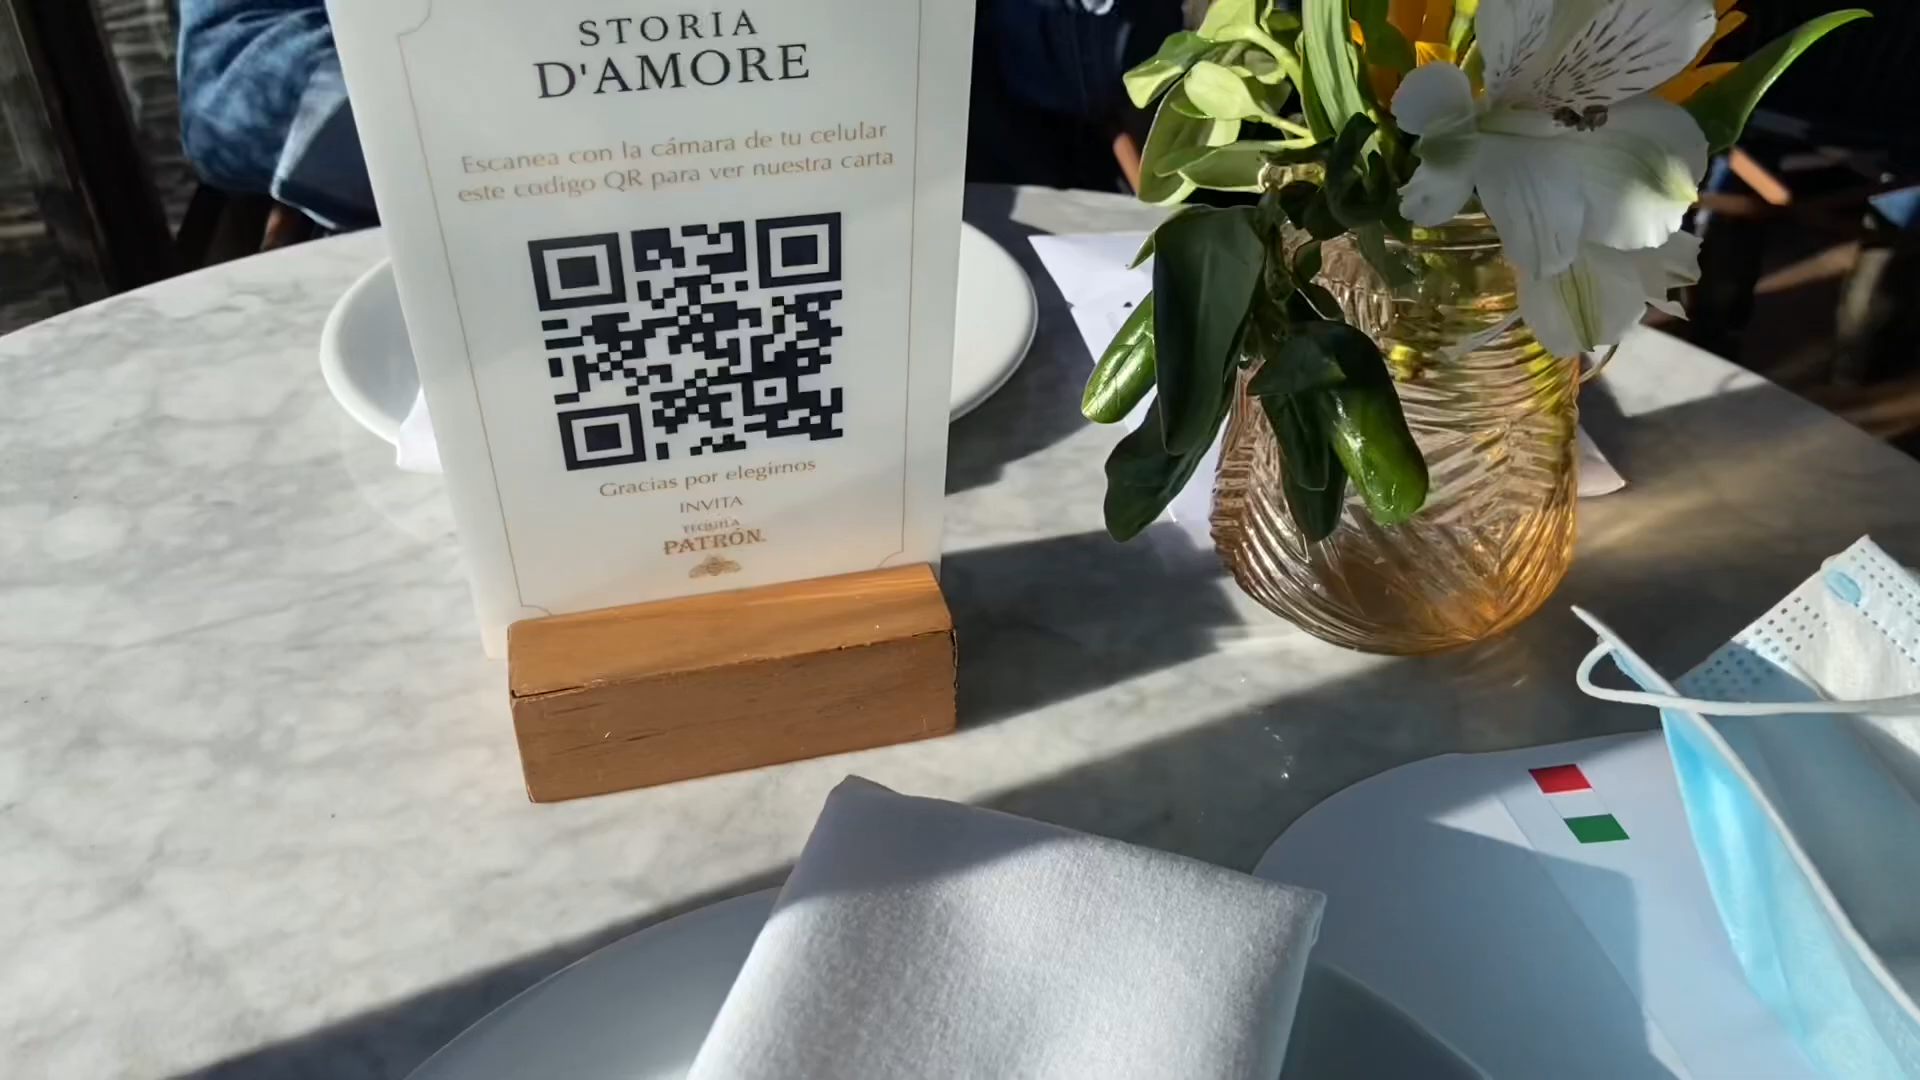 STORIA
D'AMORE
Escanea con la cámara de tu celular
este codigo QR para ver nuestra carta
Gracias por elegirnos
INVITA
TEQUILA
PATRÓN